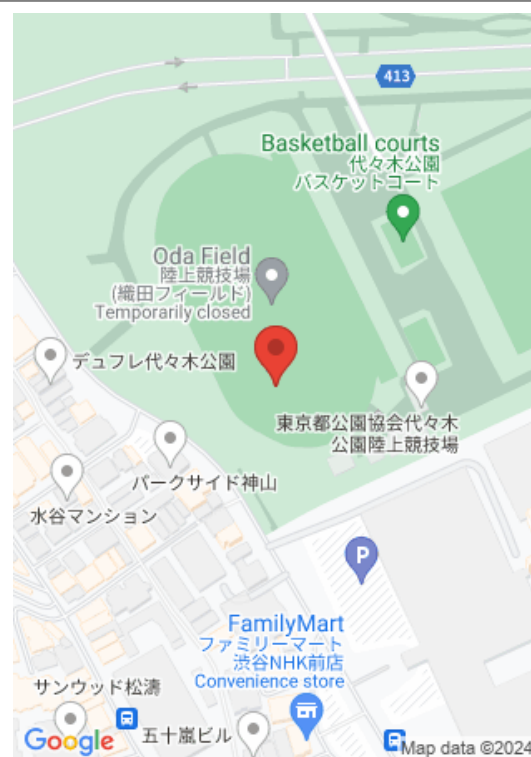 413
Basketball courts
代々木公園
バスケットコート
Oda Field
陸上競技場
(織田フィールド)
Temporarily closed
デュフレ代々木公園
東京都公園協会代々木
公園陸上競技場
パークサイド神山
水谷マンション
P
FamilyMart
ファミリーマート
渋谷NHK前店
Convenience store
サンウッド松濤
五十嵐ビル
Google
Map data ©2024